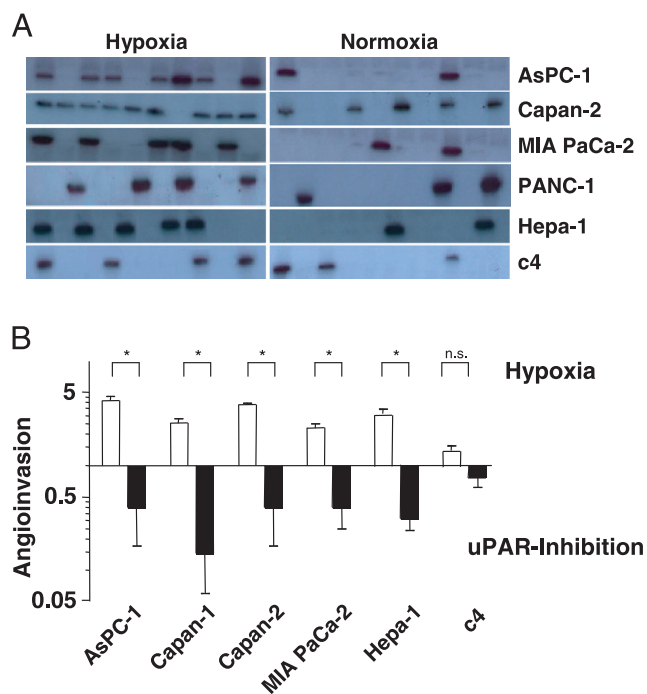 A
Hypoxia Normoxia
AsPC-1
Capan-2
MIA PaCa-2
PANC-1
Hepa-1
c4
B
* * * * * n.s.
Hypoxia
5
0.5
0.05
Angioinvasion
uPAR-Inhibition
AsPC-1
Capan-1
Capan-2
MIA PaCa-2
Hepa-1
c4